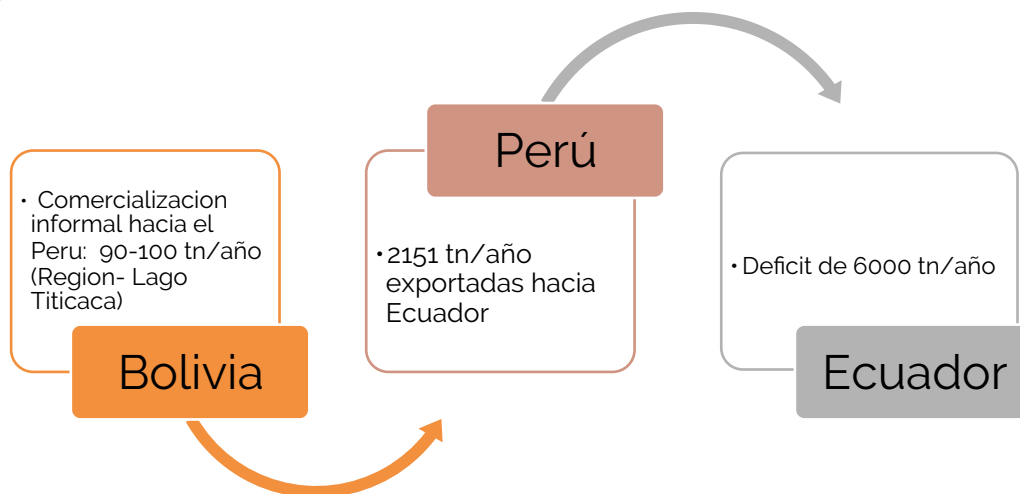 • Comercializacion
informal hacia el
Peru: 90-100 tn/año
(Region- Lago
Titicaca)
Bolivia
Perú
• 2151 tn/año
exportadas hacia
Ecuador
• Deficit de 6000 tn/año
Ecuador